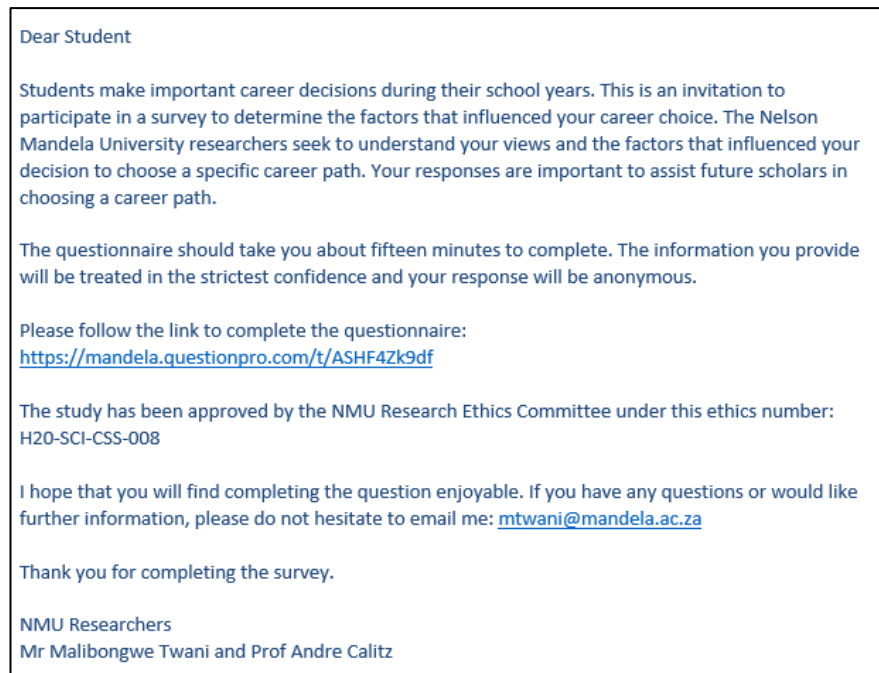 Dear Student
Students make important career decisions during their school years. This is an invitation to
participate in a survey to determine the factors that influenced your career choice. The Nelson
Mandela University researchers seek to understand your views and the factors that influenced your
decision to choose a specific career path. Your responses are important to assist future scholars in
choosing a career path.
The questionnaire should take you about fifteen minutes to complete. The information you provide
will be treated in the strictest confidence and your response will be anonymous.
Please follow the link to complete the questionnaire:
https://mandela.questionpro.com/t/ASHF4Zk9df
The study has been approved by the NMU Research Ethics Committee under this ethics number:
H20-SCI-CSS-008
I hope that you will find completing the question enjoyable. If you have any questions or would like
further information, please do not hesitate to email me: mtwani@mandela.ac.za
Thank you for completing the survey.
NMU Researchers
Mr Malibongwe Twani and Prof Andre Calitz